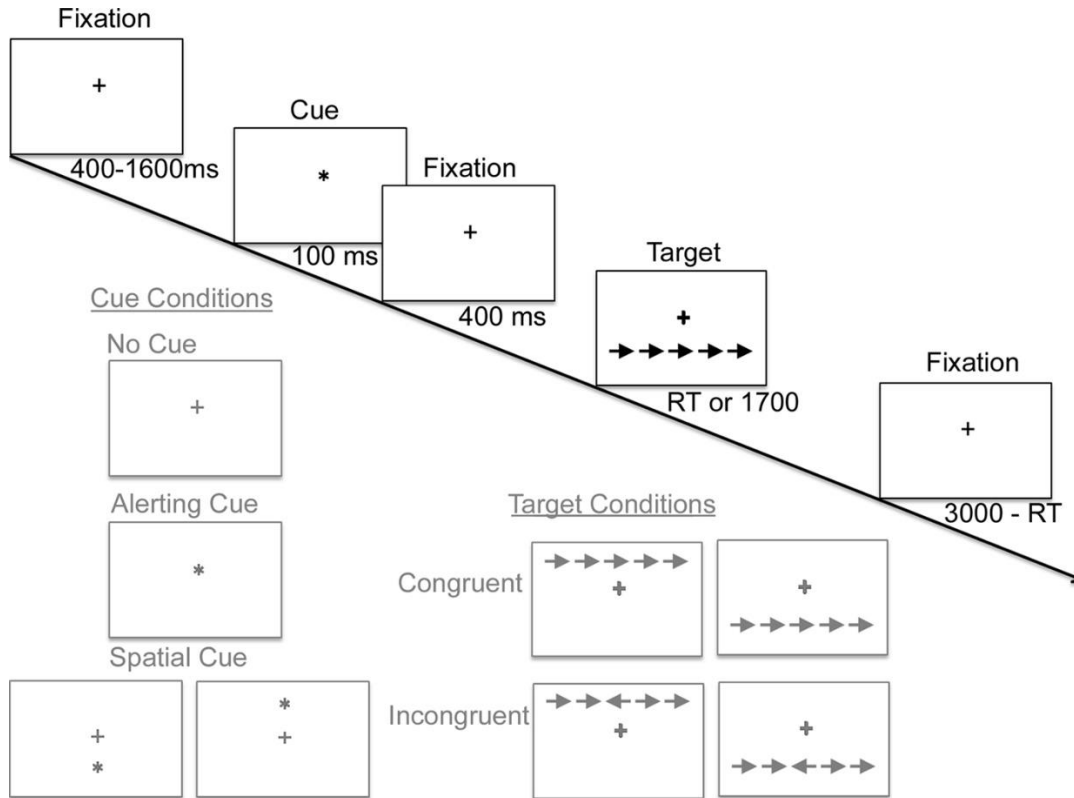 Fixation
400-1600ms
Cue
100 ms
Fixation
400 ms
Target
RT or 1700
Fixation
3000 - RT
Cue Conditions
No Cue
Alerting Cue
Spatial Cue
Target Conditions
Congruent
Incongruent